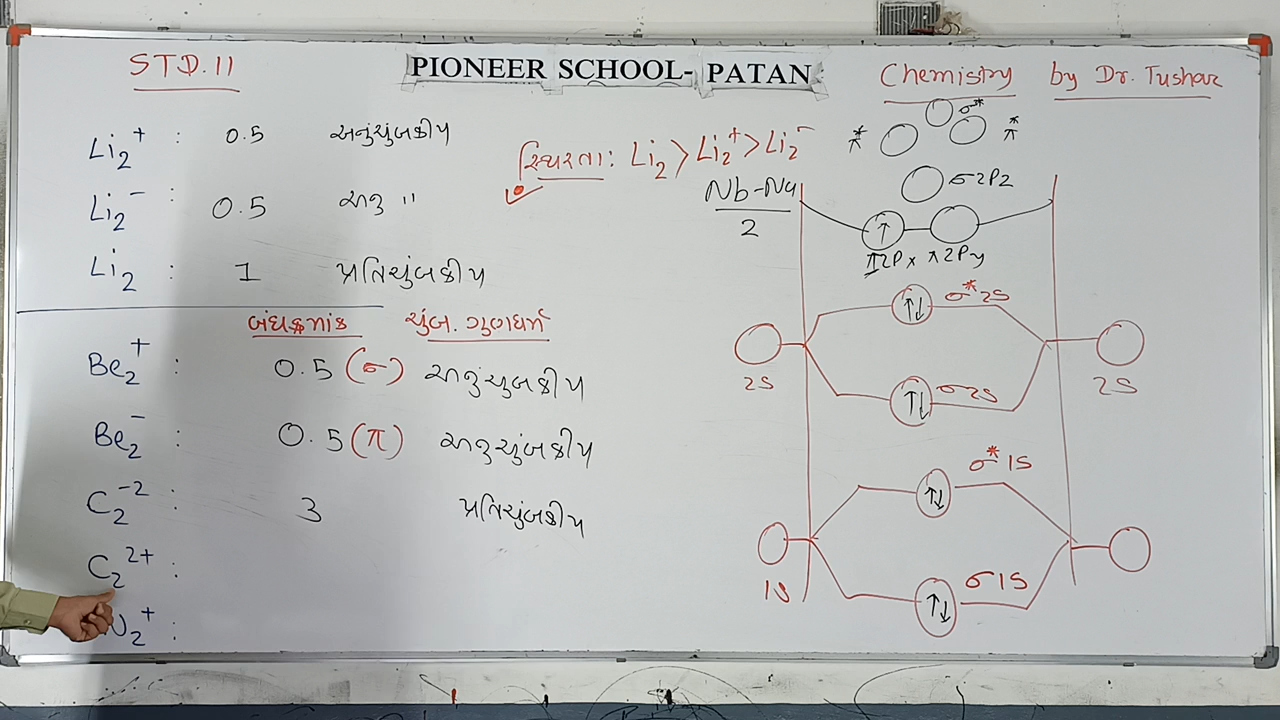 STD.11
PIONEER SCHOOL- PATAN
Chemistry by Dr. Tushar
Li₂⁺ : 0.5 અનુચુંબકીય
Li₂⁻ : 0.5 અનુ "
Li₂ : 1 પ્રતિચુંબકીય
સ્થિરતા: Li₂ > Li₂⁺ > Li₂⁻
બંધક્રમાંક ચુંબ. ગુણધર્મ
Be₂⁺ : 0.5 (σ) અનુચુંબકીય
Be₂⁻ : 0.5 (π) અનુચુંબકીય
C₂⁻² : 3 પ્રતિચુંબકીય
C₂²⁺ :
₂⁺ :
Nb-Na
2
σ*
π* π*
σ2Pz
↑
π2Px π2Py
↑↓ σ*2S
2S 2S
↑↓ σ2S
σ*1S
↑↓
1S
σ1S
↑↓